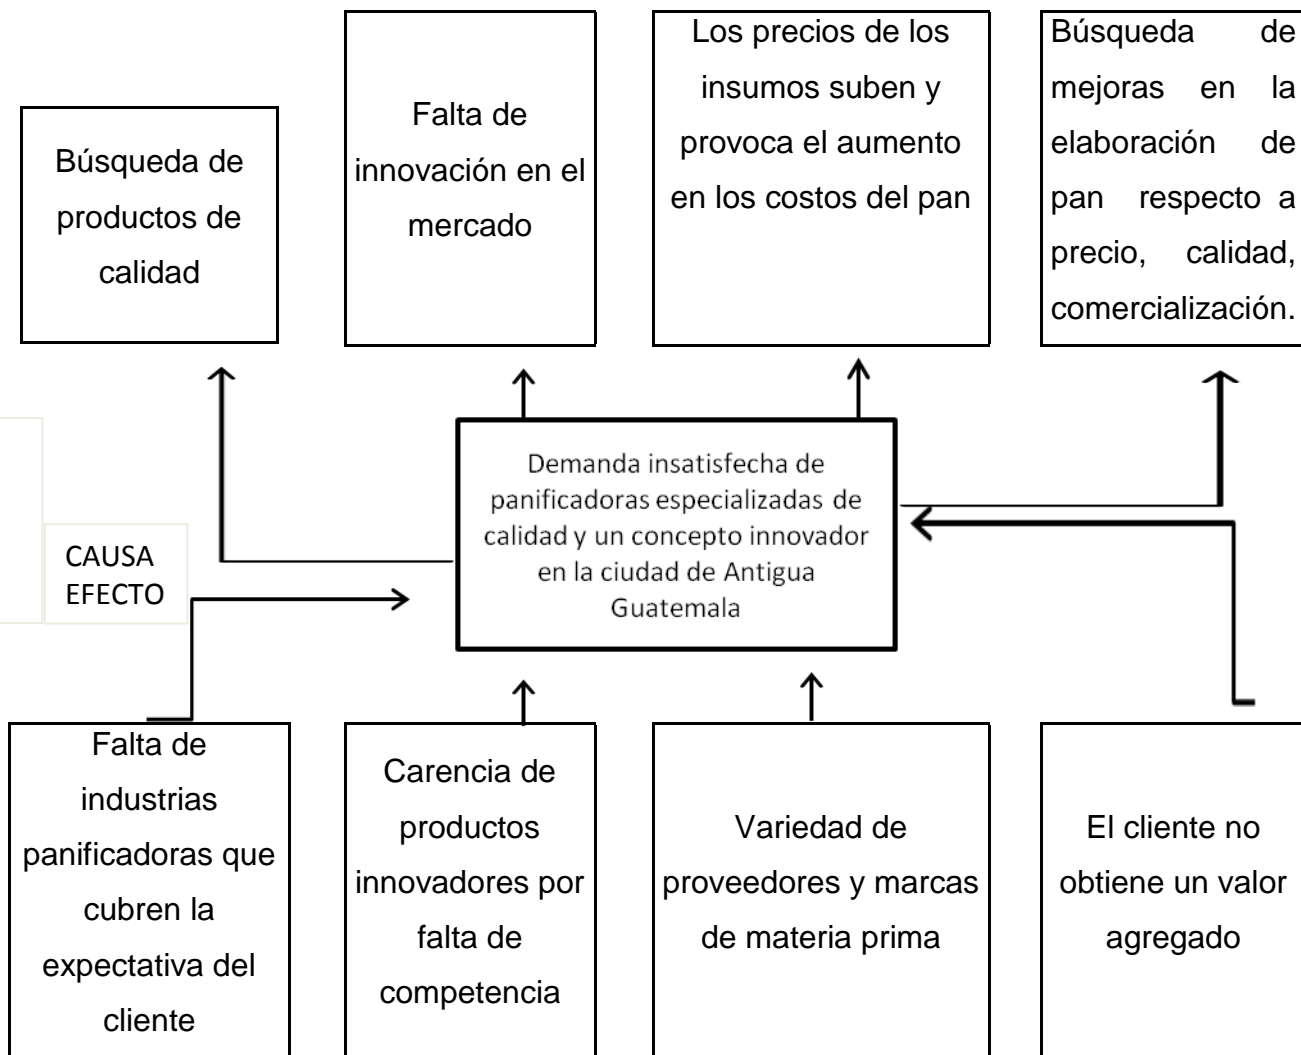 Búsqueda de
productos de
calidad
Falta de
innovación en el
mercado
Los precios de los
insumos suben y
provoca el aumento
en los costos del pan
Búsqueda de
mejoras en la
elaboración de
pan respecto a
precio, calidad,
comercialización.
Demanda insatisfecha de
panificadoras especializadas de
calidad y un concepto innovador
en la ciudad de Antigua
Guatemala
CAUSA
EFECTO
Falta de
industrias
panificadoras que
cubren la
expectativa del
cliente
Carencia de
productos
innovadores por
falta de
competencia
Variedad de
proveedores y marcas
de materia prima
El cliente no
obtiene un valor
agregado